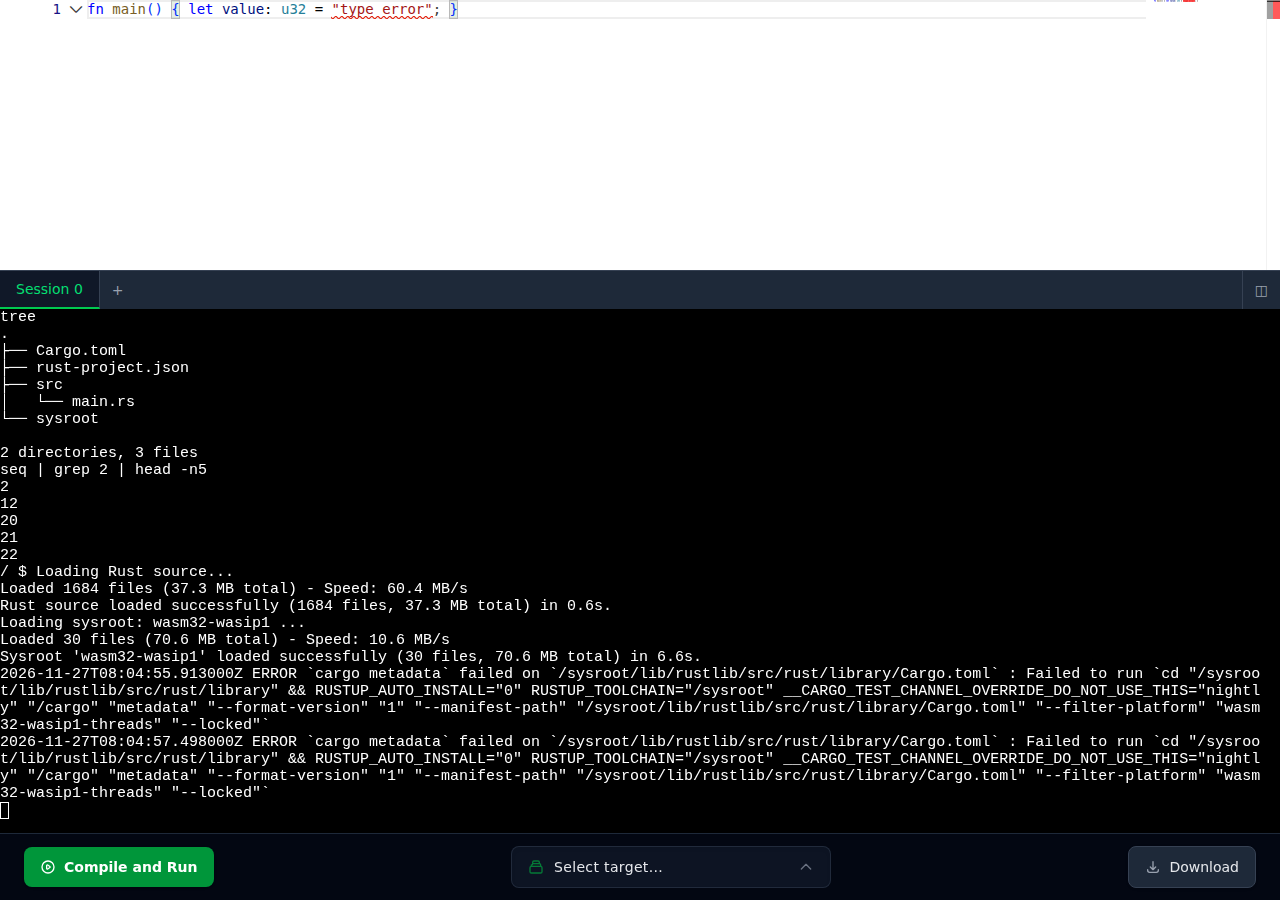 1 fn main() { let value: u32 = "type error"; }
Session 0 +
tree
.
├── Cargo.toml
├── rust-project.json
├── src
│   └── main.rs
└── sysroot
2 directories, 3 files
seq | grep 2 | head -n5
2
12
20
21
22
/ $ Loading Rust source...
Loaded 1684 files (37.3 MB total) - Speed: 60.4 MB/s
Rust source loaded successfully (1684 files, 37.3 MB total) in 0.6s.
Loading sysroot: wasm32-wasip1 ...
Loaded 30 files (70.6 MB total) - Speed: 10.6 MB/s
Sysroot 'wasm32-wasip1' loaded successfully (30 files, 70.6 MB total) in 6.6s.
2026-11-27T08:04:55.913000Z ERROR `cargo metadata` failed on `/sysroot/lib/rustlib/src/rust/library/Cargo.toml` : Failed to run `cd "/sysroo
t/lib/rustlib/src/rust/library" && RUSTUP_AUTO_INSTALL="0" RUSTUP_TOOLCHAIN="/sysroot" __CARGO_TEST_CHANNEL_OVERRIDE_DO_NOT_USE_THIS="nightl
y" "/cargo" "metadata" "--format-version" "1" "--manifest-path" "/sysroot/lib/rustlib/src/rust/library/Cargo.toml" "--filter-platform" "wasm
32-wasip1-threads" "--locked"`
2026-11-27T08:04:57.498000Z ERROR `cargo metadata` failed on `/sysroot/lib/rustlib/src/rust/library/Cargo.toml` : Failed to run `cd "/sysroo
t/lib/rustlib/src/rust/library" && RUSTUP_AUTO_INSTALL="0" RUSTUP_TOOLCHAIN="/sysroot" __CARGO_TEST_CHANNEL_OVERRIDE_DO_NOT_USE_THIS="nightl
y" "/cargo" "metadata" "--format-version" "1" "--manifest-path" "/sysroot/lib/rustlib/src/rust/library/Cargo.toml" "--filter-platform" "wasm
32-wasip1-threads" "--locked"`
Compile and Run
Select target...
Download